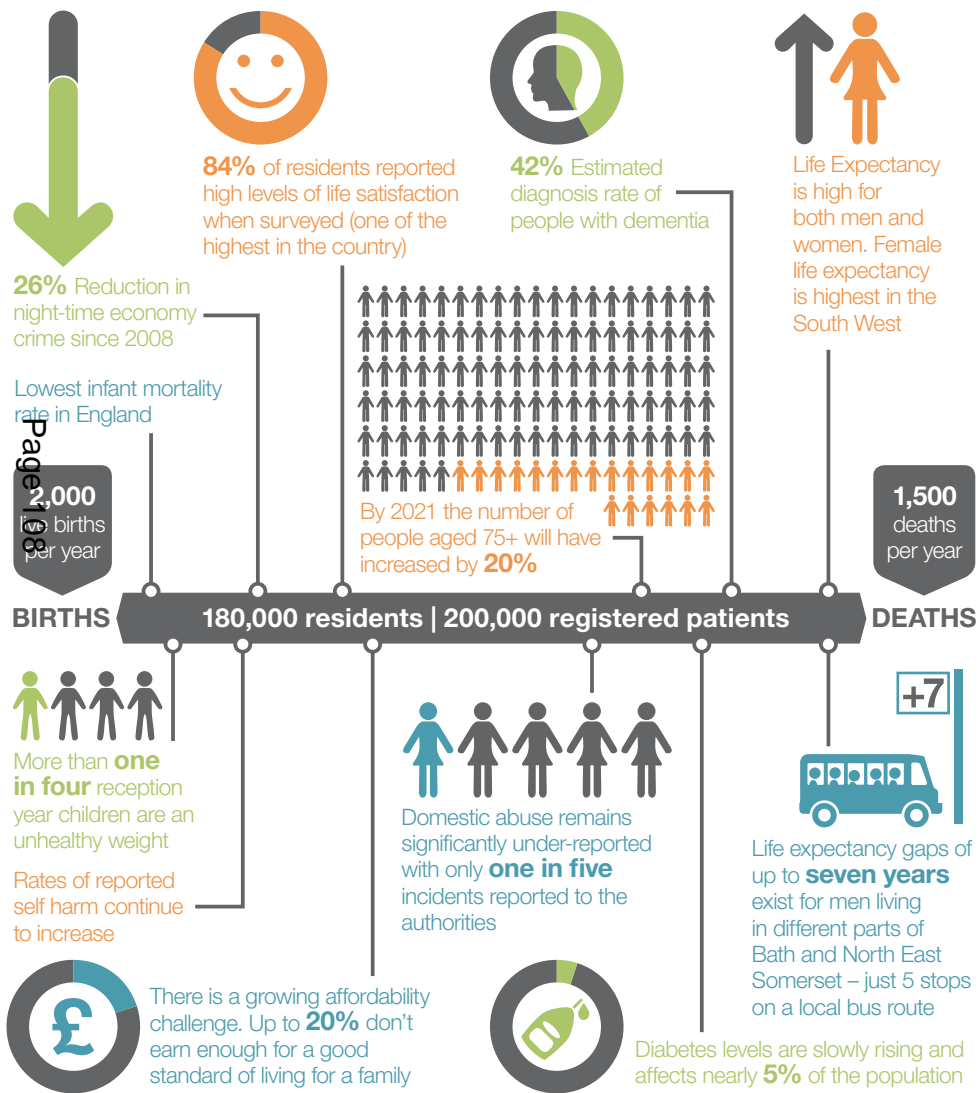 84% of residents reported
high levels of life satisfaction
when surveyed (one of the
highest in the country)
42% Estimated
diagnosis rate of
people with dementia
Life Expectancy
is high for
both men and
women. Female
life expectancy
is highest in the
South West
26% Reduction in
night-time economy
crime since 2008
Lowest infant mortality
rate in England
Page 108
2,000
live births
per year
By 2021 the number of
people aged 75+ will have
increased by 20%
1,500
deaths
per year
BIRTHS
180,000 residents | 200,000 registered patients
DEATHS
More than one
in four reception
year children are an
unhealthy weight
Rates of reported
self harm continue
to increase
Domestic abuse remains
significantly under-reported
with only one in five
incidents reported to the
authorities
+7
Life expectancy gaps of
up to seven years
exist for men living
in different parts of
Bath and North East
Somerset – just 5 stops
on a local bus route
£
There is a growing affordability
challenge. Up to 20% don't
earn enough for a good
standard of living for a family
Diabetes levels are slowly rising and
affects nearly 5% of the population